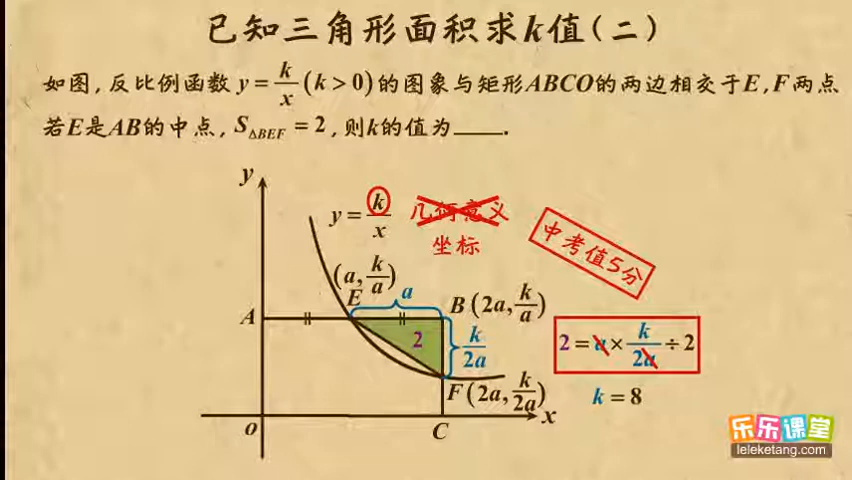 已知三角形面积求k值(二)
如图,反比例函数 y = k/x (k > 0)的图象与矩形ABCO的两边相交于E,F两点
若E是AB的中点, S△BEF = 2, 则k的值为____.
y
y = k/x
几何意义
坐标
中考值5分
(a, k/a)
E
a
B (2a, k/a)
A
2
k/2a
2 = a × k/2a ÷ 2
F (2a, k/2a)
k = 8
x
o
C
乐乐课堂
leleketang.com